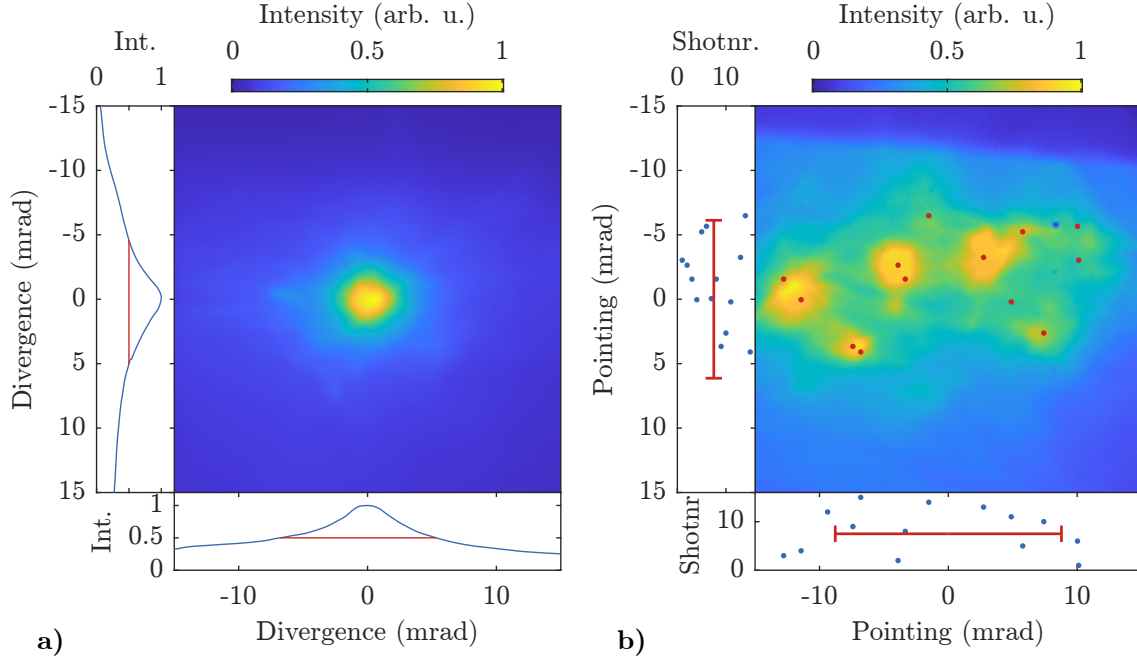 Intensity (arb. u.)
Int.
0 0.5 1
0 1
-15
-10
-5
0
5
10
15
Divergence (mrad)
Int.
1
0.5
0
-10 0 10
Divergence (mrad)
a)
Intensity (arb. u.)
Shotnr.
0 0.5 1
0 10
-15
-10
-5
0
5
10
15
Pointing (mrad)
Shotnr
10
0
-10 0 10
Pointing (mrad)
b)